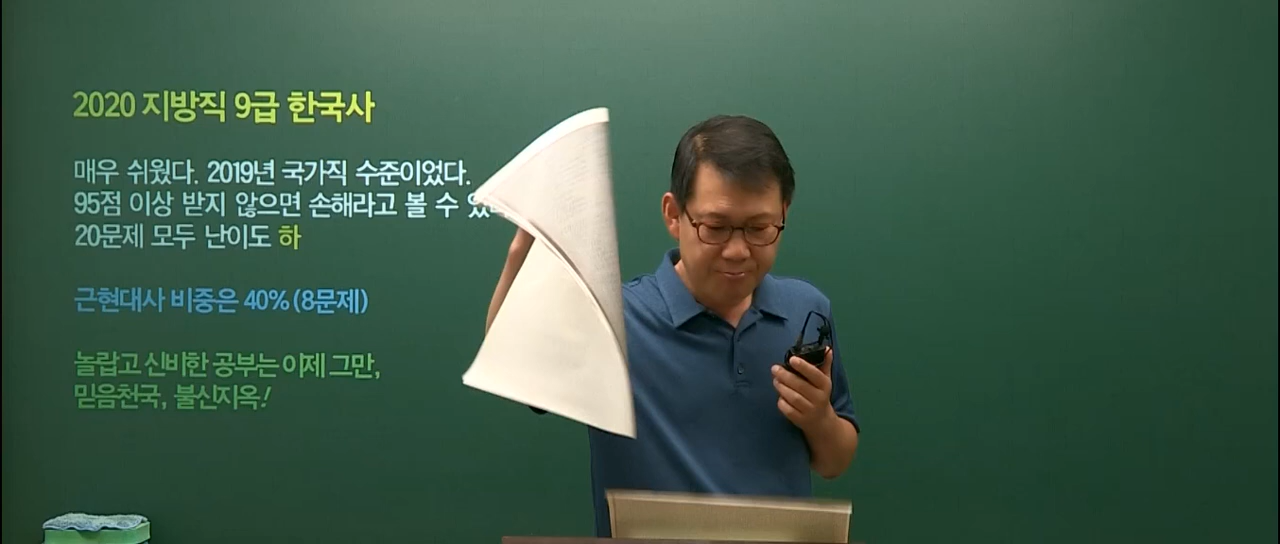 2020 지방직 9급 한국사
매우 쉬웠다. 2019년 국가직 수준이었다.
95점 이상 받지 않으면 손해라고 볼 수
20문제 모두 난이도 하
근현대사 비중은 40% (8문제)
놀랍고 신비한 공부는 이제 그만,
믿음천국, 불신지옥!